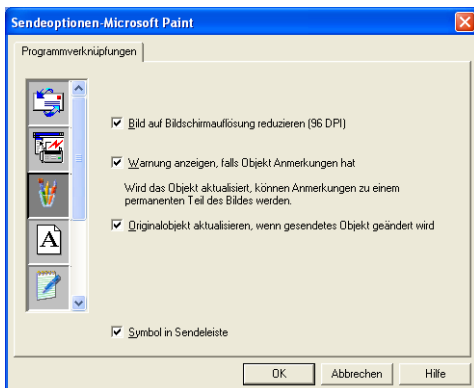 Sendeoptionen-Microsoft Paint
Programmverknüpfungen
Bild auf Bildschirmauflösung reduzieren (96 DPI)
Warnung anzeigen, falls Objekt Anmerkungen hat
Wird das Objekt aktualisiert, können Anmerkungen zu einem
permanenten Teil des Bildes werden.
Originalobjekt aktualisieren, wenn gesendetes Objekt geändert wird
A
Symbol in Sendeleiste
OK Abbrechen Hilfe